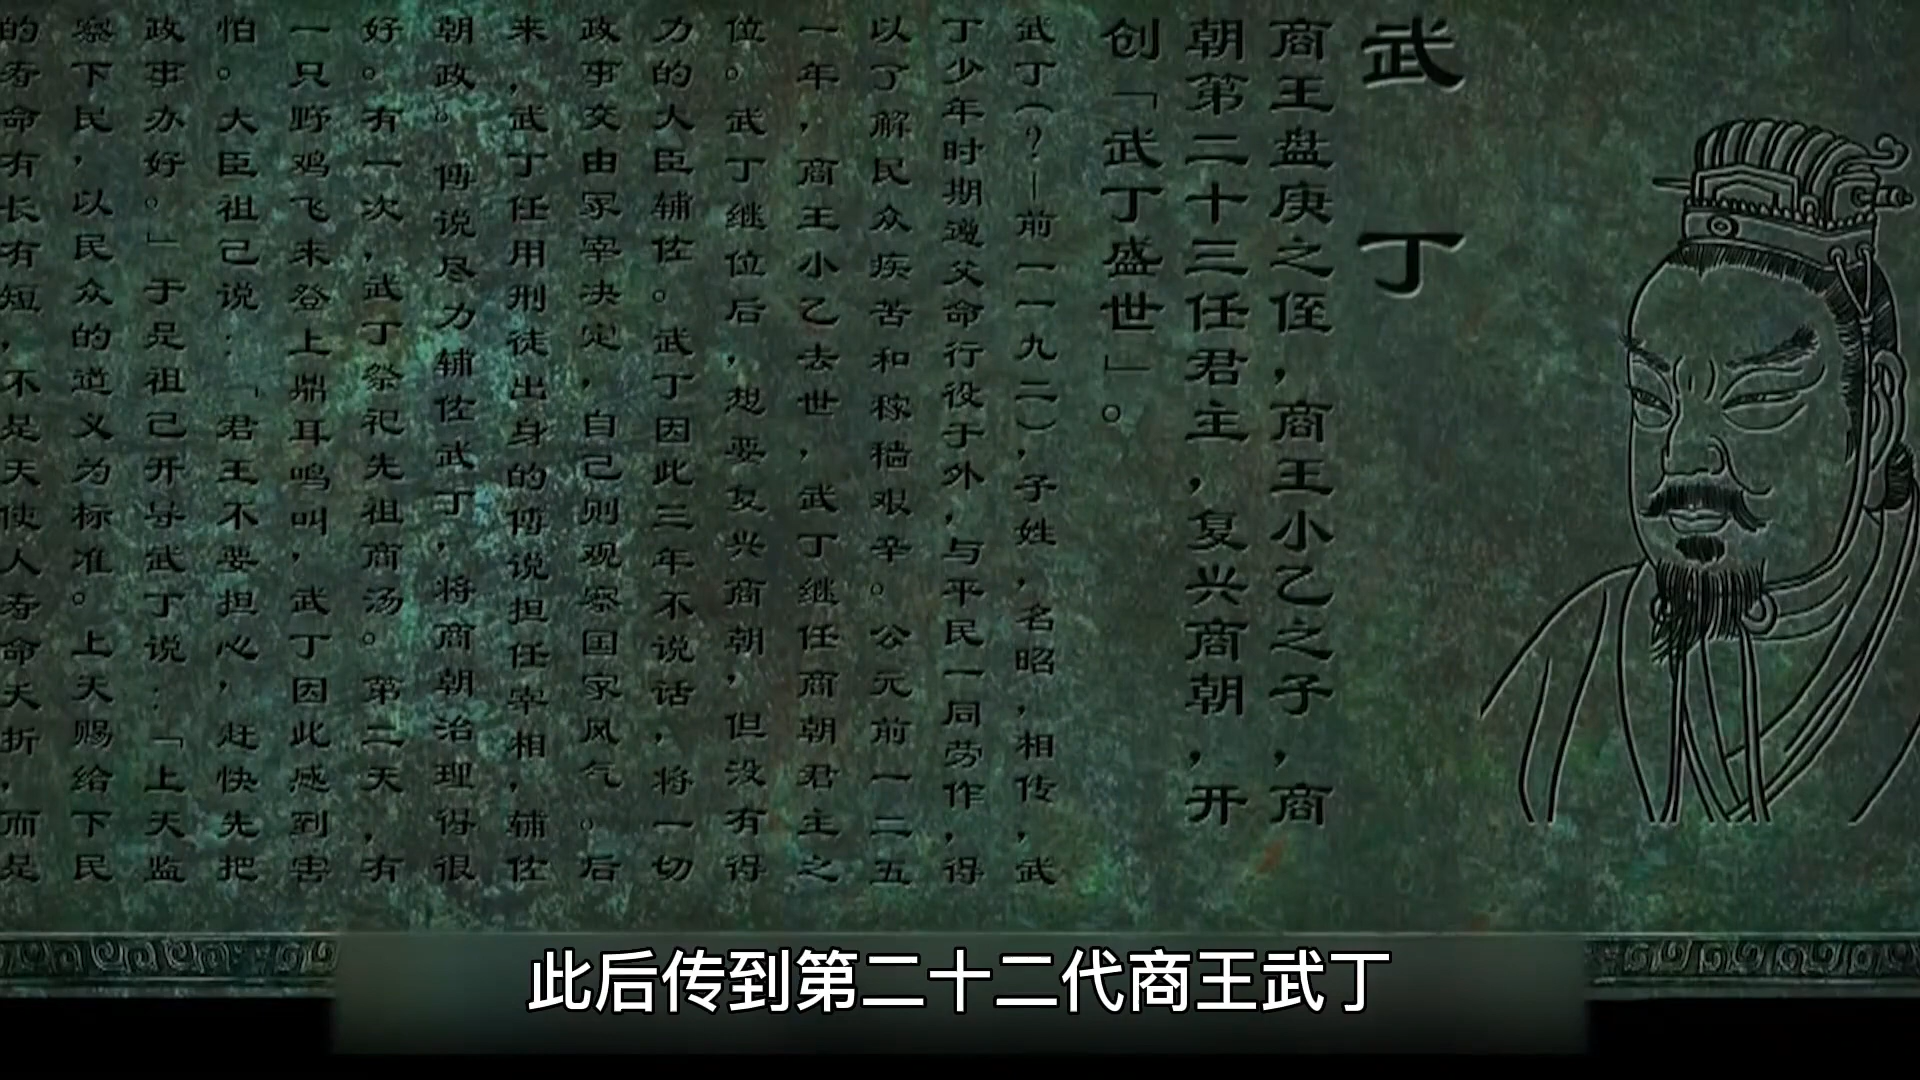 武丁
商王盘庚之侄，商王小乙之子，商
朝第二十三任君主，复兴商朝，开
创「武丁盛世」。
武丁（？—前一一九二），子姓，名昭，相传，武
丁少年时期遵父命行役于外，与平民一同劳作，得
以了解民众疾苦和稼穑艰辛。公元前一二五
一年，商王小乙去世，武丁继任商朝君主之
位。武丁继位后，想要复兴商朝，但没有得
力的大臣辅佐。武丁因此三年不说话，将一切
政事交由冢宰决定，自己则观察国家风气。后
来，武丁任用刑徒出身的傅说担任宰相，辅佐
朝政。傅说尽力辅佐武丁，将商朝治理得很
好。有一次，武丁祭祀先祖商汤。第二天，有
一只野鸡飞来登上鼎耳鸣叫，武丁因此感到害
怕。大臣祖己说：「君王不要担心，赶快先把
政事办好。」于是祖己开导武丁说：「上天监
察下民，以民众的道义为标准。上天赐给下民
的寿命有长有短，不是天使人寿命夭折，而是
此后传到第二十二代商王武丁